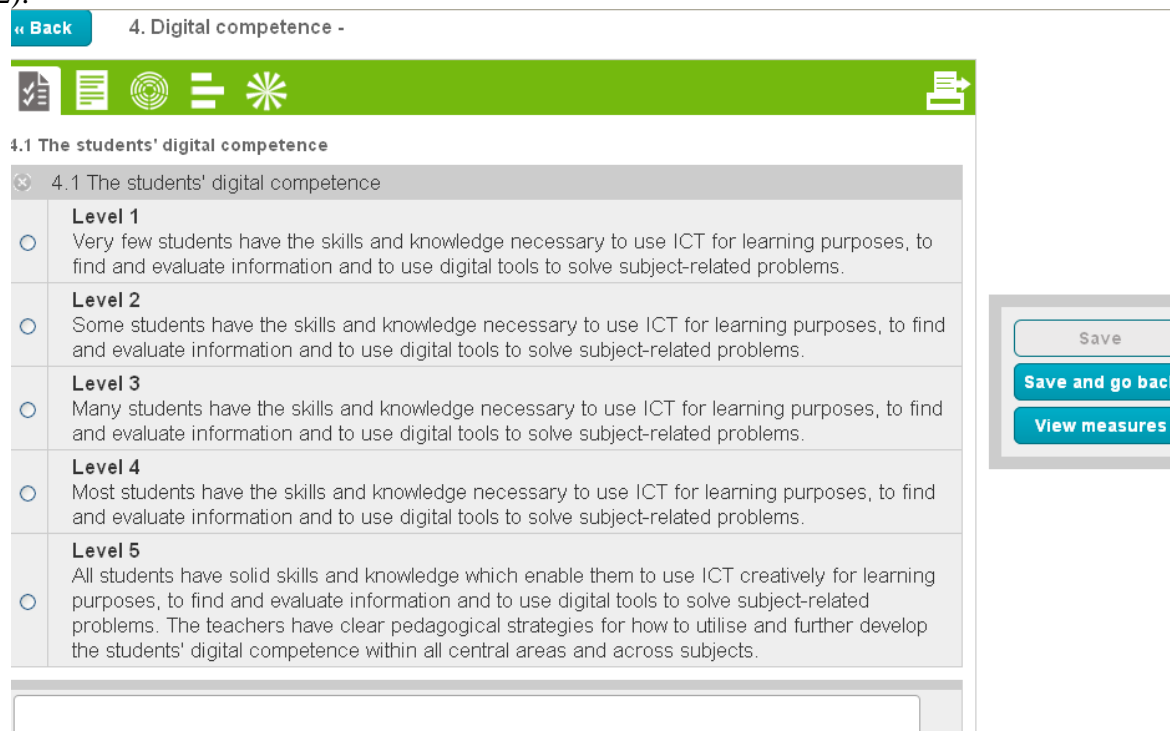 2).
‹‹ Back
4. Digital competence -
4.1 The students' digital competence
4.1 The students' digital competence
Level 1
Very few students have the skills and knowledge necessary to use ICT for learning purposes, to
find and evaluate information and to use digital tools to solve subject-related problems.
Level 2
Some students have the skills and knowledge necessary to use ICT for learning purposes, to find
and evaluate information and to use digital tools to solve subject-related problems.
Level 3
Many students have the skills and knowledge necessary to use ICT for learning purposes, to find
and evaluate information and to use digital tools to solve subject-related problems.
Level 4
Most students have the skills and knowledge necessary to use ICT for learning purposes, to find
and evaluate information and to use digital tools to solve subject-related problems.
Level 5
All students have solid skills and knowledge which enable them to use ICT creatively for learning
purposes, to find and evaluate information and to use digital tools to solve subject-related
problems. The teachers have clear pedagogical strategies for how to utilise and further develop
the students' digital competence within all central areas and across subjects.
Save
Save and go back
View measures